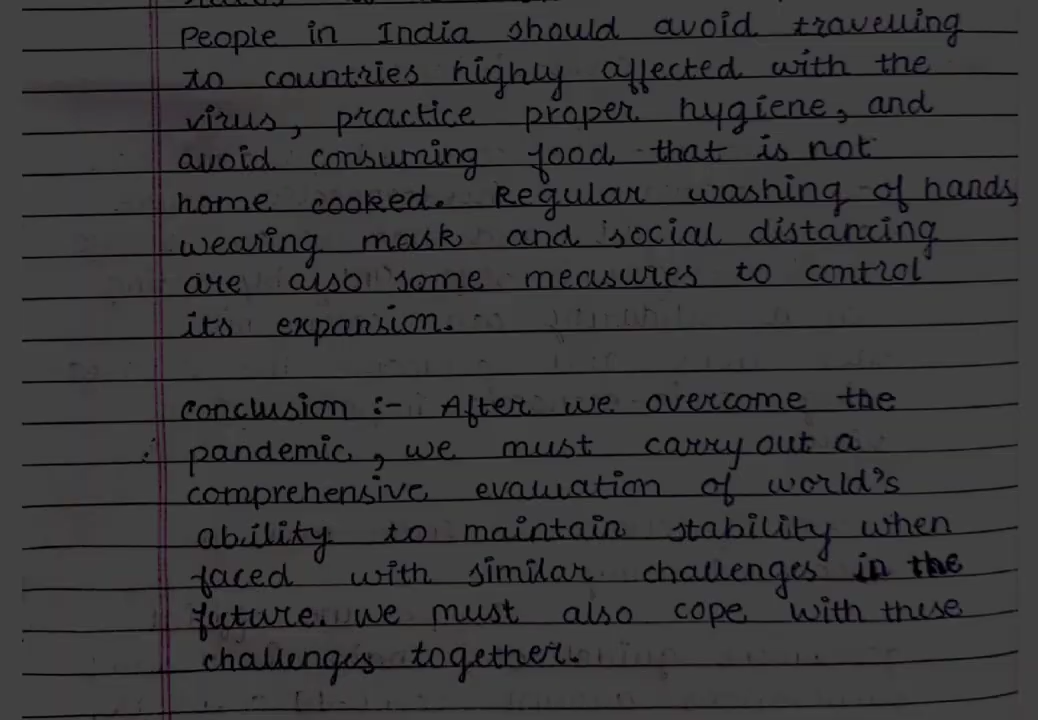 People in India should avoid travelling
to countries highly affected with the
virus, practice proper hygiene, and
avoid consuming food that is not
home cooked. Regular washing of hands,
wearing mask and social distancing
are also some measures to control
its expansion.
Conclusion :- After we overcome the
pandemic, we must carry out a
comprehensive evaluation of world's
ability to maintain stability when
faced with similar challenges in the
future. we must also cope with these
challenges together.